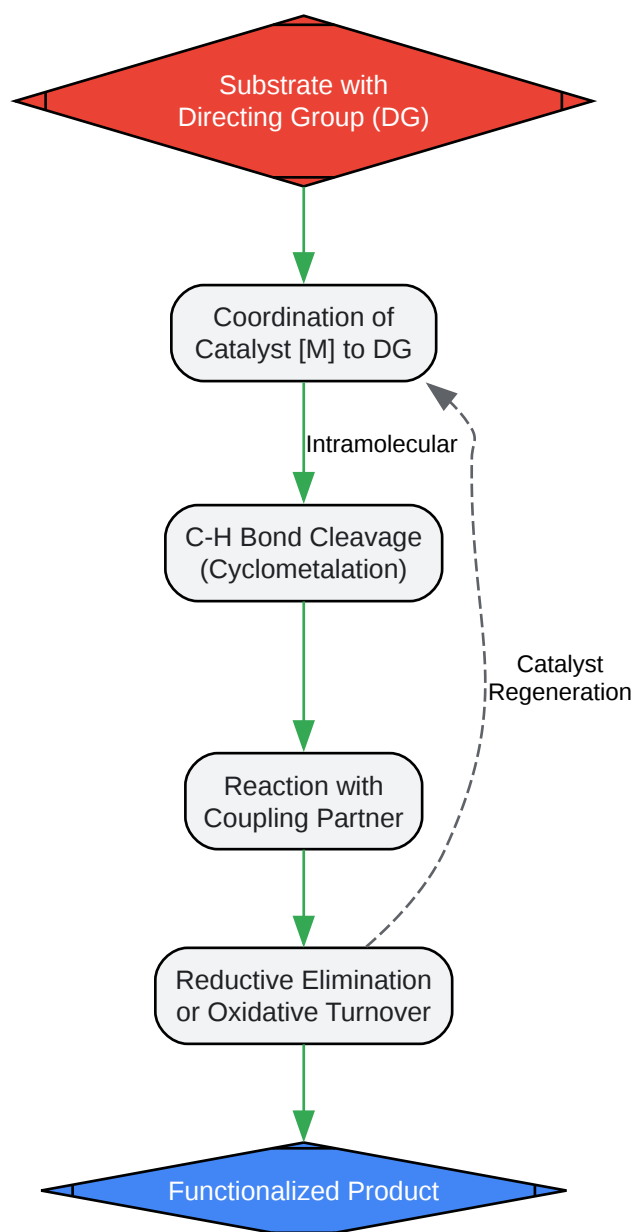 Substrate with
Directing Group (DG)
Coordination of
Catalyst [M] to DG
Intramolecular
C-H Bond Cleavage
(Cyclometalation)
Catalyst
Regeneration
Reaction with
Coupling Partner
Reductive Elimination
or Oxidative Turnover
Functionalized Product